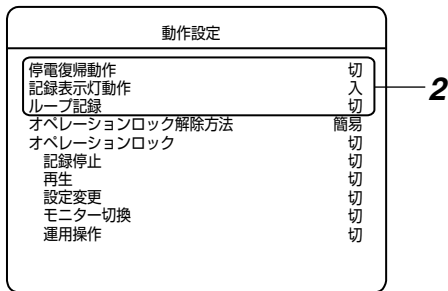 動作設定
停電復帰動作 切
記録表示灯動作 入 2
ループ記録 切
オペレーションロック解除方法 簡易
オペレーションロック 切
記録停止 切
再生 切
設定変更 切
モニター切換 切
運用操作 切